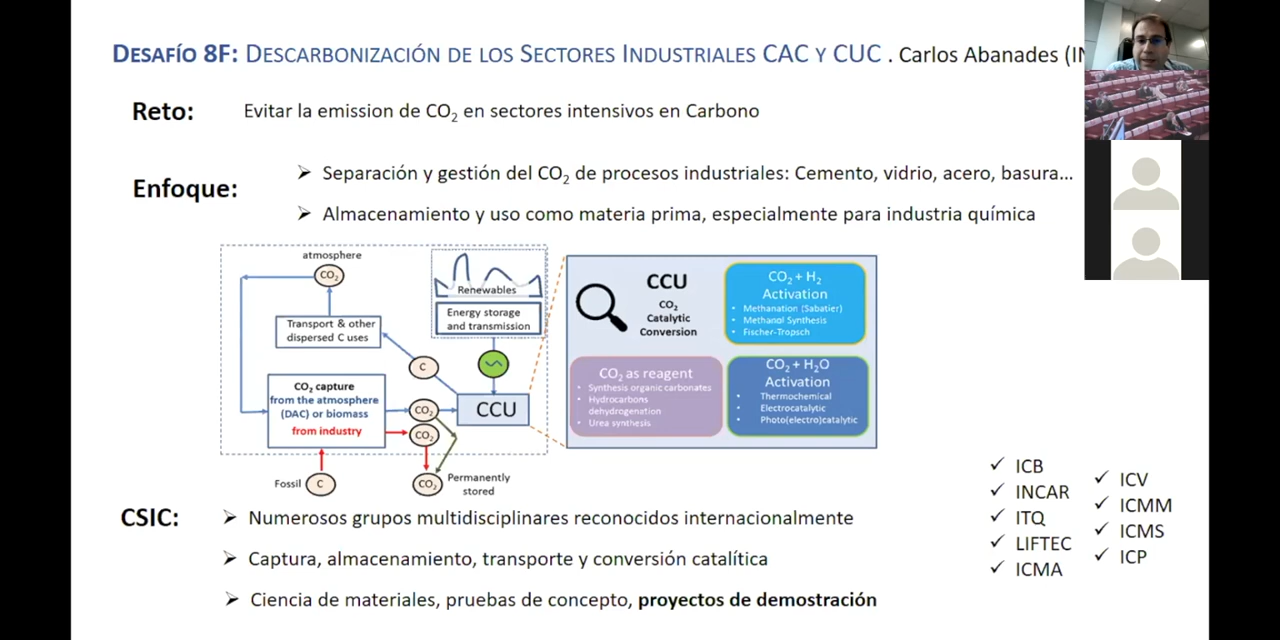 DESAFÍO 8F: DESCARBONIZACIÓN DE LOS SECTORES INDUSTRIALES CAC Y CUC . Carlos Abanades (IN
Reto: Evitar la emission de CO₂ en sectores intensivos en Carbono
Enfoque:
➢ Separación y gestión del CO₂ de procesos industriales: Cemento, vidrio, acero, basura...
➢ Almacenamiento y uso como materia prima, especialmente para industria química
atmosphere
CO₂
Transport & other
dispersed C uses
Renewables
Energy storage
and transmission
C
CO₂ capture
from the atmosphere
(DAC) or biomass
from industry
CO₂
CO₂
CCU
Fossil C
CO₂
Permanently
stored
CCU
CO₂
Catalytic
Conversion
CO₂ + H₂
Activation
• Methanation (Sabatier)
• Methanol Synthesis
• Fischer-Tropsch
CO₂ as reagent
• Synthesis organic carbonates
• Hydrocarbons
dehydrogenation
• Urea synthesis
CO₂ + H₂O
Activation
• Thermochemical
• Electrocatalytic
• Photo(electro)catalytic
CSIC:
➢ Numerosos grupos multidisciplinares reconocidos internacionalmente
➢ Captura, almacenamiento, transporte y conversión catalítica
➢ Ciencia de materiales, pruebas de concepto, proyectos de demostración
✓ ICB
✓ INCAR
✓ ITQ
✓ LIFTEC
✓ ICMA
✓ ICV
✓ ICMM
✓ ICMS
✓ ICP